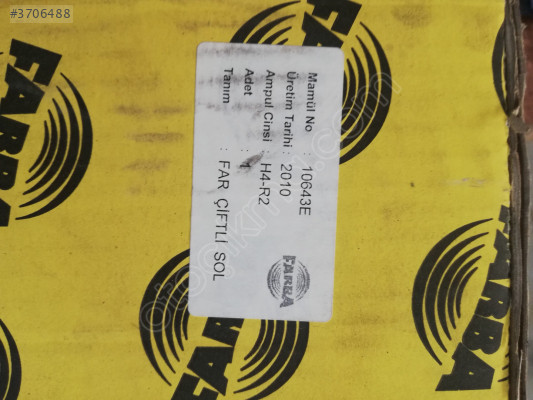 #3706488
FARBA
FARBA
Mamül No : 10643E
Üretim Tarihi : 2010
Ampul Cinsi : H4-R2
Adet : 1
Tanım : FAR ÇİFTLİ SOL
FARBA
FARBA
FARBA